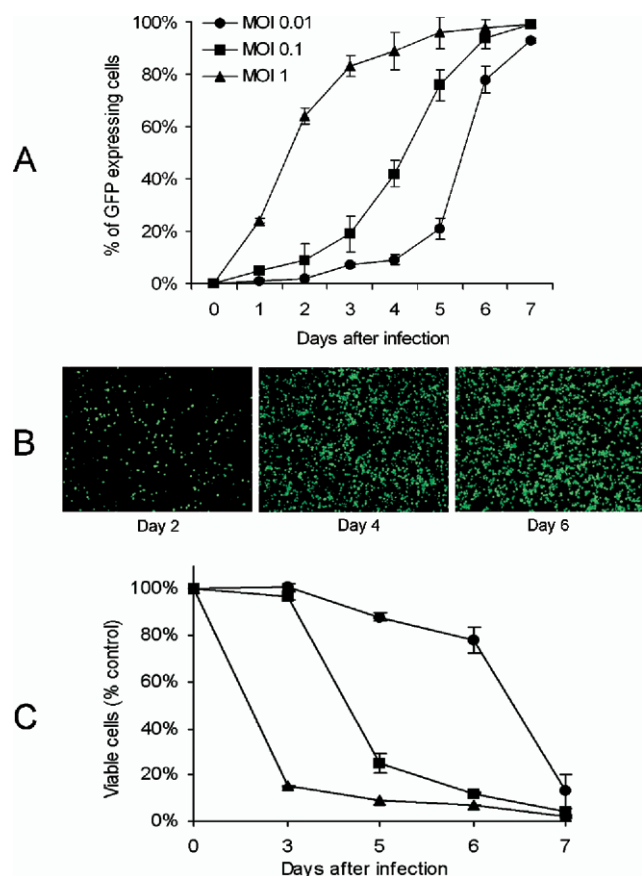 A
% of GFP expressing cells
100%
80%
60%
40%
20%
0%
MOI 0.01
MOI 0.1
MOI 1
0 1 2 3 4 5 6 7
Days after infection
B
Day 2 Day 4 Day 6
C
Viable cells (% control)
100%
80%
60%
40%
20%
0%
0 3 5 6 7
Days after infection